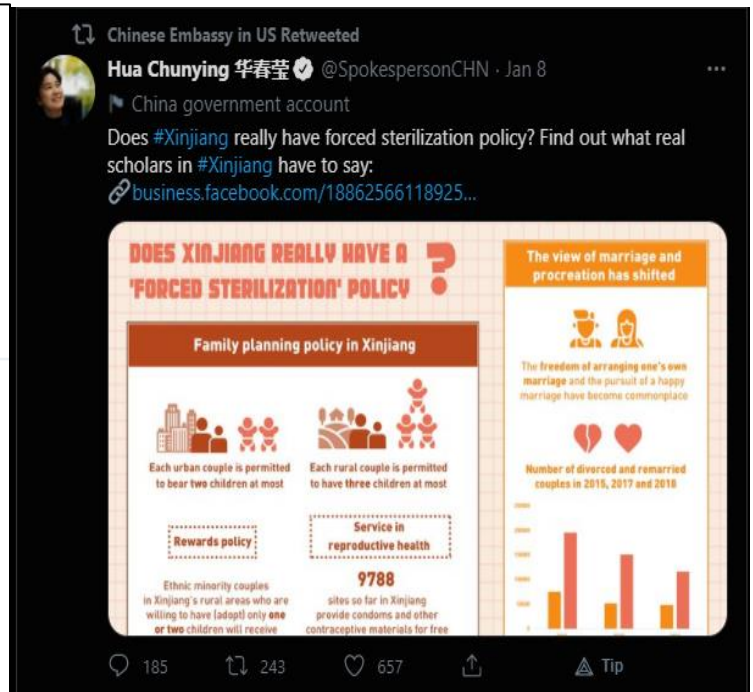 Chinese Embassy in US Retweeted
Hua Chunying 华春莹 @SpokespersonCHN · Jan 8
China government account
Does #Xinjiang really have forced sterilization policy? Find out what real
scholars in #Xinjiang have to say:
business.facebook.com/18862566118925...
DOES XINJIANG REALLY HAVE A
'FORCED STERILIZATION' POLICY
?
Family planning policy in Xinjiang
Each urban couple is permitted
to bear two children at most
Each rural couple is permitted
to have three children at most
Rewards policy
Ethnic minority couples
in Xinjiang's rural areas who are
willing to have (adopt) only one
or two children will receive
Service in
reproductive health
9788
sites so far in Xinjiang
provide condoms and other
contraceptive materials for free
The view of marriage and
procreation has shifted
The freedom of arranging one's own
marriage and the pursuit of a happy
marriage have become commonplace
Number of divorced and remarried
couples in 2015, 2017 and 2018
185 243 657 Tip